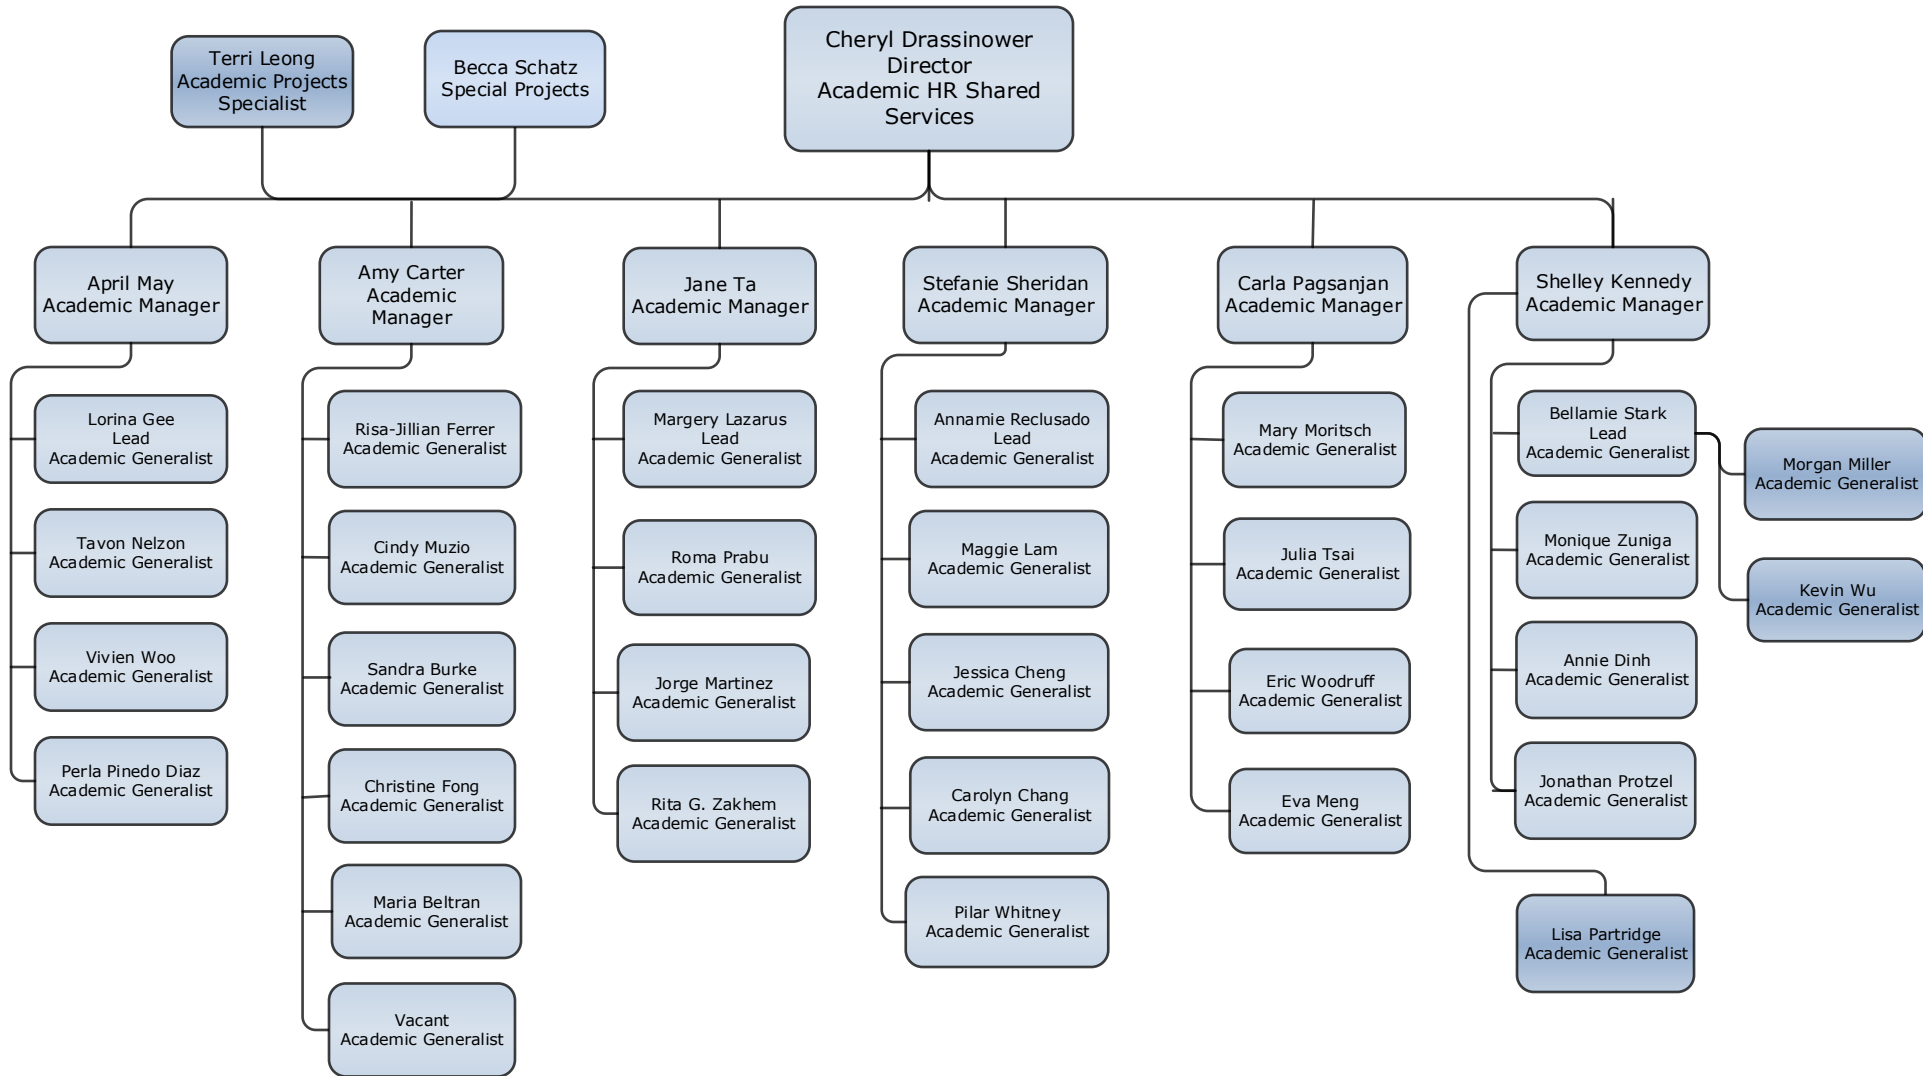 Terri Leong
Academic Projects
Specialist
Becca Schatz
Special Projects
Cheryl Drassinower
Director
Academic HR Shared
Services
April May
Academic Manager
Amy Carter
Academic
Manager
Jane Ta
Academic Manager
Stefanie Sheridan
Academic Manager
Carla Pagsanjan
Academic Manager
Shelley Kennedy
Academic Manager
Lorina Gee
Lead
Academic Generalist
Tavon Nelzon
Academic Generalist
Vivien Woo
Academic Generalist
Perla Pinedo Diaz
Academic Generalist
Risa-Jillian Ferrer
Academic Generalist
Cindy Muzio
Academic Generalist
Sandra Burke
Academic Generalist
Christine Fong
Academic Generalist
Maria Beltran
Academic Generalist
Vacant
Academic Generalist
Margery Lazarus
Lead
Academic Generalist
Roma Prabu
Academic Generalist
Jorge Martinez
Academic Generalist
Rita G. Zakhem
Academic Generalist
Annamie Reclusado
Lead
Academic Generalist
Maggie Lam
Academic Generalist
Jessica Cheng
Academic Generalist
Carolyn Chang
Academic Generalist
Pilar Whitney
Academic Generalist
Mary Moritsch
Academic Generalist
Julia Tsai
Academic Generalist
Eric Woodruff
Academic Generalist
Eva Meng
Academic Generalist
Bellamie Stark
Lead
Academic Generalist
Monique Zuniga
Academic Generalist
Annie Dinh
Academic Generalist
Jonathan Protzel
Academic Generalist
Lisa Partridge
Academic Generalist
Morgan Miller
Academic Generalist
Kevin Wu
Academic Generalist